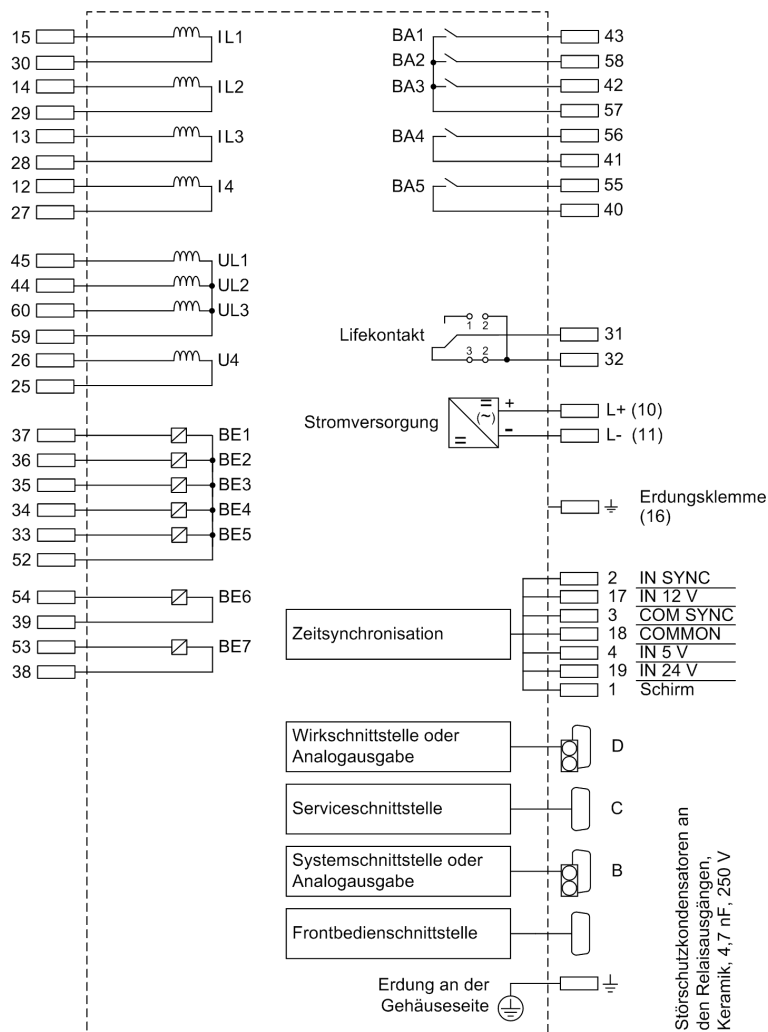 15
IL1
30
14
IL2
29
13
IL3
28
12
I4
27
45
UL1
44
UL2
60
UL3
59
26
U4
25
37
BE1
36
BE2
35
BE3
34
BE4
33
BE5
52
54
BE6
39
53
BE7
38
BA1
43
BA2
58
BA3
42
57
BA4
56
41
BA5
55
40
Lifekontakt
1 2
3 2
31
32
Stromversorgung
= (~) =
+
-
L+ (10)
L- (11)
Erdungsklemme
(16)
Zeitsynchronisation
2 IN SYNC
17 IN 12 V
3 COM SYNC
18 COMMON
4 IN 5 V
19 IN 24 V
1 Schirm
Wirkschnittstelle oder
Analogausgabe
D
Serviceschnittstelle
C
Systemschnittstelle oder
Analogausgabe
B
Frontbedienschnittstelle
Erdung an der
Gehäuseseite
Störschutzkondensatoren an
den Relaisausgängen,
Keramik, 4,7 nF, 250 V